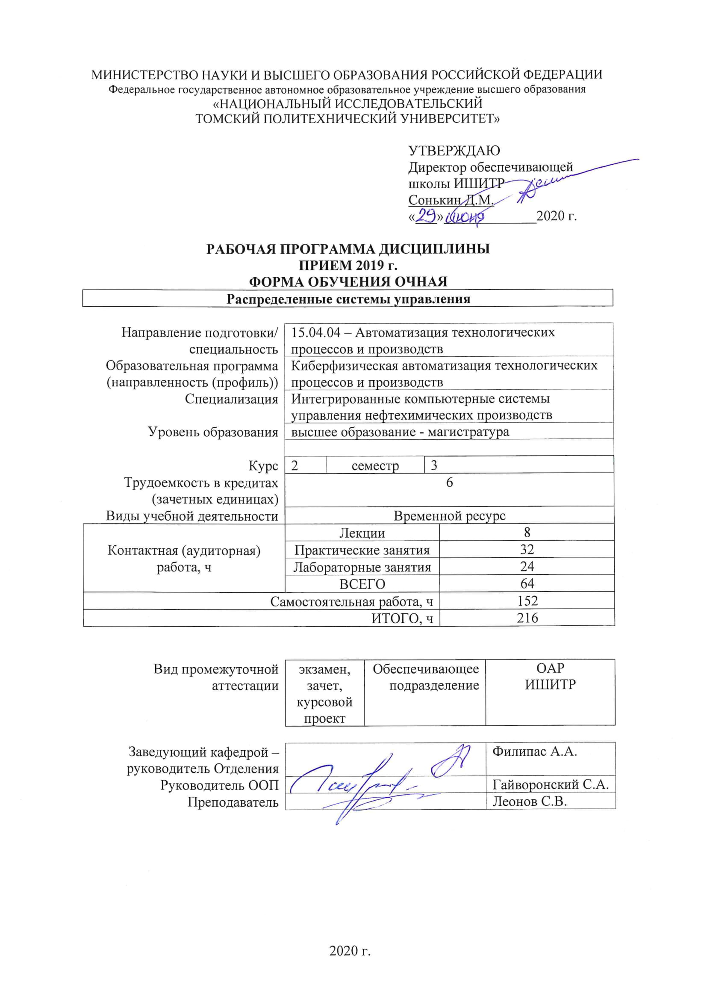 МИНИСТЕРСТВО НАУКИ И ВЫСШЕГО ОБРАЗОВАНИЯ РОССИЙСКОЙ ФЕДЕРАЦИИ
Федеральное государственное автономное образовательное учреждение высшего образования
«НАЦИОНАЛЬНЫЙ ИССЛЕДОВАТЕЛЬСКИЙ
ТОМСКИЙ ПОЛИТЕХНИЧЕСКИЙ УНИВЕРСИТЕТ»
УТВЕРЖДАЮ
Директор обеспечивающей
школы ИШИТР
Сонькин Д.М.
«29» июня 2020 г.
РАБОЧАЯ ПРОГРАММА ДИСЦИПЛИНЫ
ПРИЕМ 2019 г.
ФОРМА ОБУЧЕНИЯ ОЧНАЯ
Распределенные системы управления
Направление подготовки/ 15.04.04 – Автоматизация технологических
специальность процессов и производств
Образовательная программа Киберфизическая автоматизация технологических
(направленность (профиль)) процессов и производств
Специализация Интегрированные компьютерные системы
управления нефтехимических производств
Уровень образования высшее образование - магистратура
Курс 2 семестр 3
Трудоемкость в кредитах 6
(зачетных единицах)
Виды учебной деятельности Временной ресурс
Лекции 8
Контактная (аудиторная) Практические занятия 32
работа, ч Лабораторные занятия 24
ВСЕГО 64
Самостоятельная работа, ч 152
ИТОГО, ч 216
Вид промежуточной экзамен, Обеспечивающее ОАР
аттестации зачет, подразделение ИШИТР
курсовой
проект
Заведующий кафедрой – Филипас А.А.
руководитель Отделения
Руководитель ООП Гайворонский С.А.
Преподаватель Леонов С.В.
2020 г.